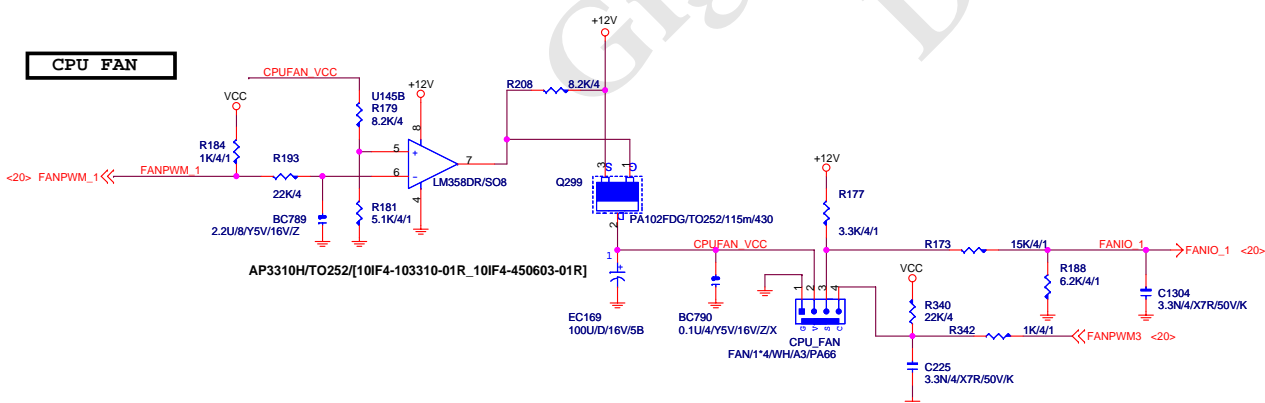 Gig
D
CPU FAN
+12V
CPUFAN_VCC
+12V
R208
8.2K/4
VCC
U145B
R179
8.2K/4
8
R184
1K/4/1
5
+
7
3
S
G
1
+12V
<20>
FANPWM_1
FANPWM_1
R193
6
-
LM358DR/SO8
Q299
22K/4
4
R177
BC789
2.2U/8/Y5V/16V/Z
R181
5.1K/4/1
D
2
PA102FDG/TO252/115m/430
3.3K/4/1
CPUFAN_VCC
R173
15K/4/1
FANIO_1
FANIO_1
<20>
AP3310H/TO252/[10IF4-103310-01R_10IF4-450603-01R]
1
+
VCC
R188
6.2K/4/1
1
2
3
4
C1304
3.3N/4/X7R/50V/K
EC169
100U/D/16V/5B
BC790
0.1U/4/Y5V/16V/Z/X
G
V
S
C
R340
22K/4
CPU_FAN
FAN/1*4/WH/A3/PA66
R342
1K/4/1
FANPWM3
<20>
C225
3.3N/4/X7R/50V/K